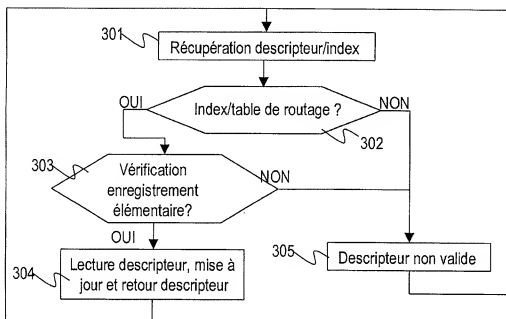 301
Récupération descripteur/index
OUI
Index/table de routage ?
NON
302
303
Vérification
enregistrement
élémentaire?
NON
OUI
304
Lecture descripteur, mise à
jour et retour descripteur
305
Descripteur non valide